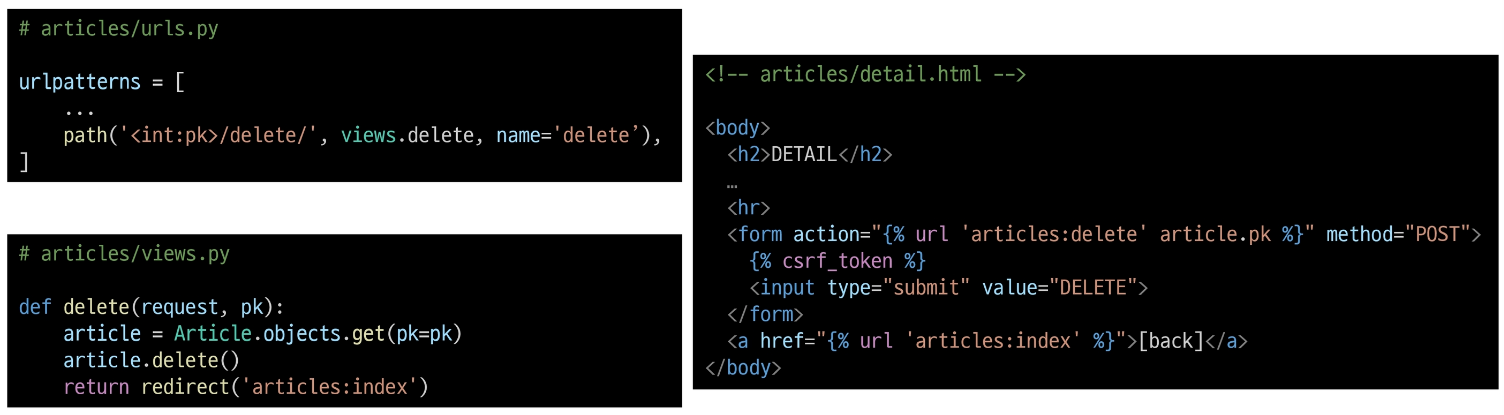 # articles/urls.py
urlpatterns = [
    ...
    path('<int:pk>/delete/', views.delete, name='delete’),
]
# articles/views.py
def delete(request, pk):
    article = Article.objects.get(pk=pk)
    article.delete()
    return redirect('articles:index')
<!-- articles/detail.html -->
<body>
  <h2>DETAIL</h2>
  …
  <hr>
  <form action="{% url 'articles:delete' article.pk %}" method="POST">
    {% csrf_token %}
    <input type="submit" value="DELETE">
  </form>
  <a href="{% url 'articles:index' %}">[back]</a>
</body>